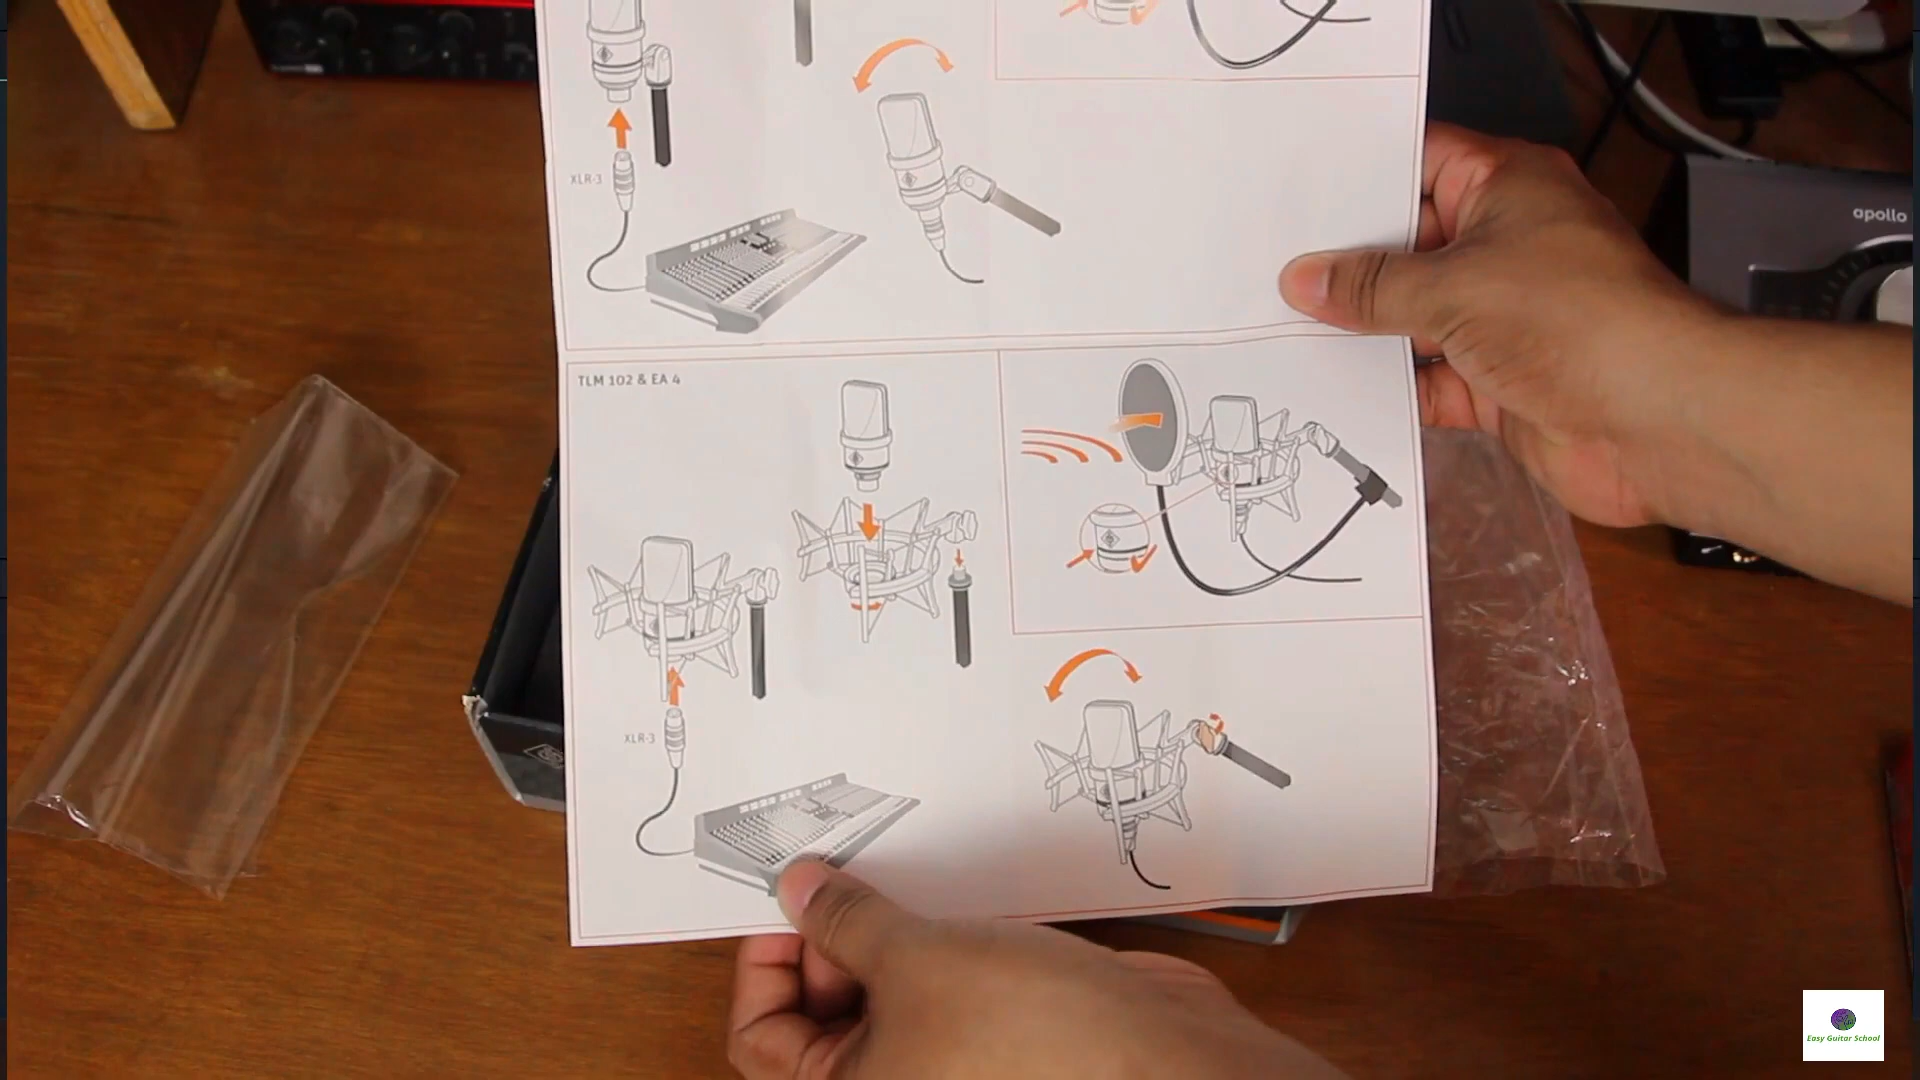 XLR-3
apollo
TLM 102 & EA 4
XLR-3
Easy Guitar School